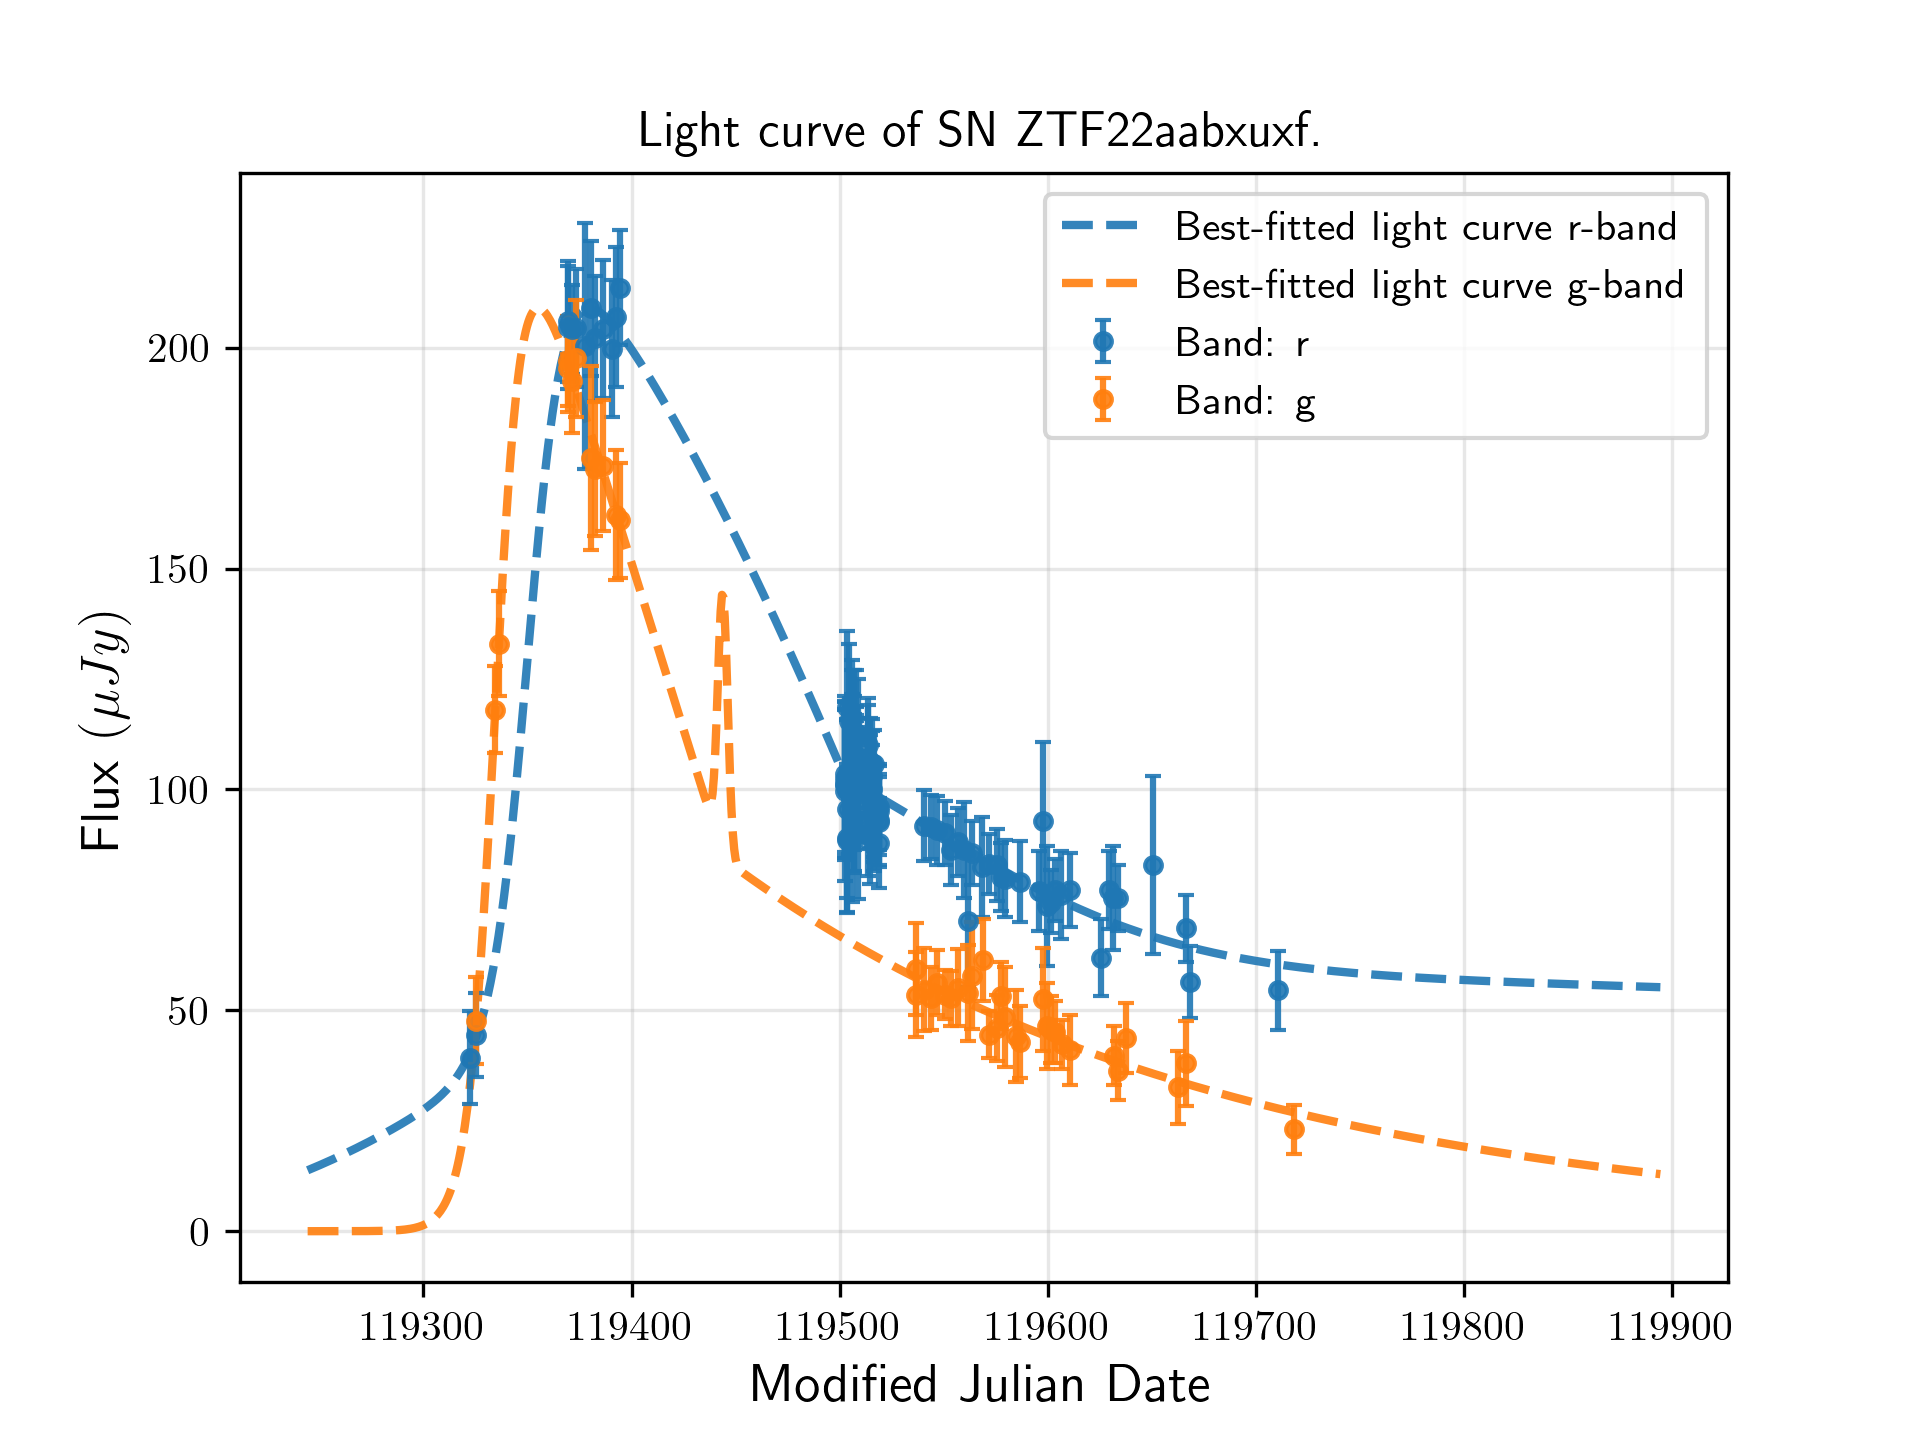 Light curve of SN ZTF22aabxuxf.
Best-fitted light curve r-band
Best-fitted light curve g-band
Band: r
Band: g
Flux (μJy)
200
150
100
50
0
119300 119400 119500 119600 119700 119800 119900
Modified Julian Date